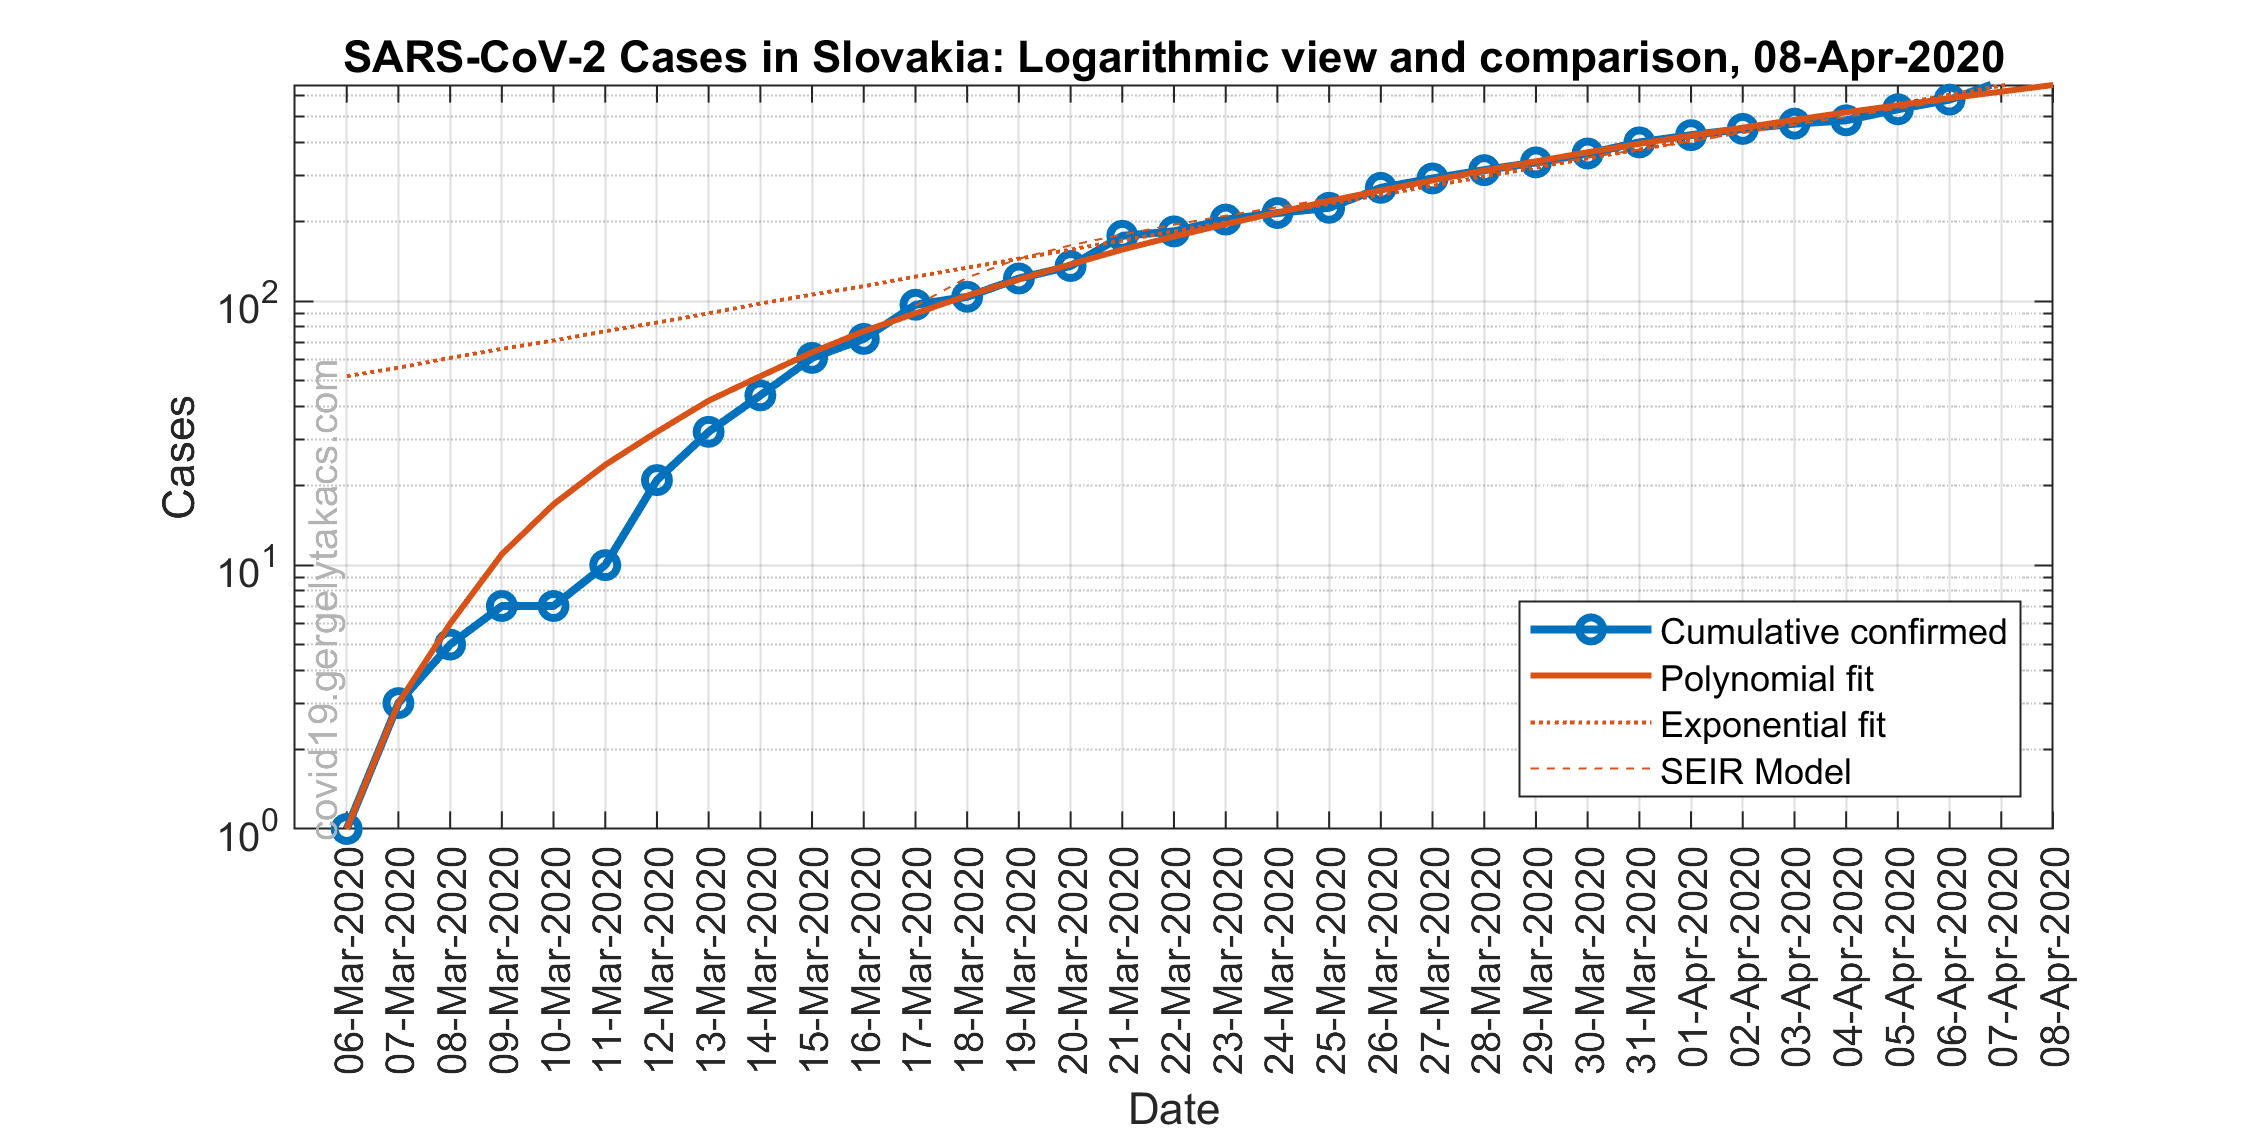 SARS-CoV-2 Cases in Slovakia: Logarithmic view and comparison, 08-Apr-2020
Cases
10²
10¹
10⁰
covid19.gergelytakacs.com
Cumulative confirmed
Polynomial fit
Exponential fit
SEIR Model
06-Mar-2020
07-Mar-2020
08-Mar-2020
09-Mar-2020
10-Mar-2020
11-Mar-2020
12-Mar-2020
13-Mar-2020
14-Mar-2020
15-Mar-2020
16-Mar-2020
17-Mar-2020
18-Mar-2020
19-Mar-2020
20-Mar-2020
21-Mar-2020
22-Mar-2020
23-Mar-2020
24-Mar-2020
25-Mar-2020
26-Mar-2020
27-Mar-2020
28-Mar-2020
29-Mar-2020
30-Mar-2020
31-Mar-2020
01-Apr-2020
02-Apr-2020
03-Apr-2020
04-Apr-2020
05-Apr-2020
06-Apr-2020
07-Apr-2020
08-Apr-2020
Date